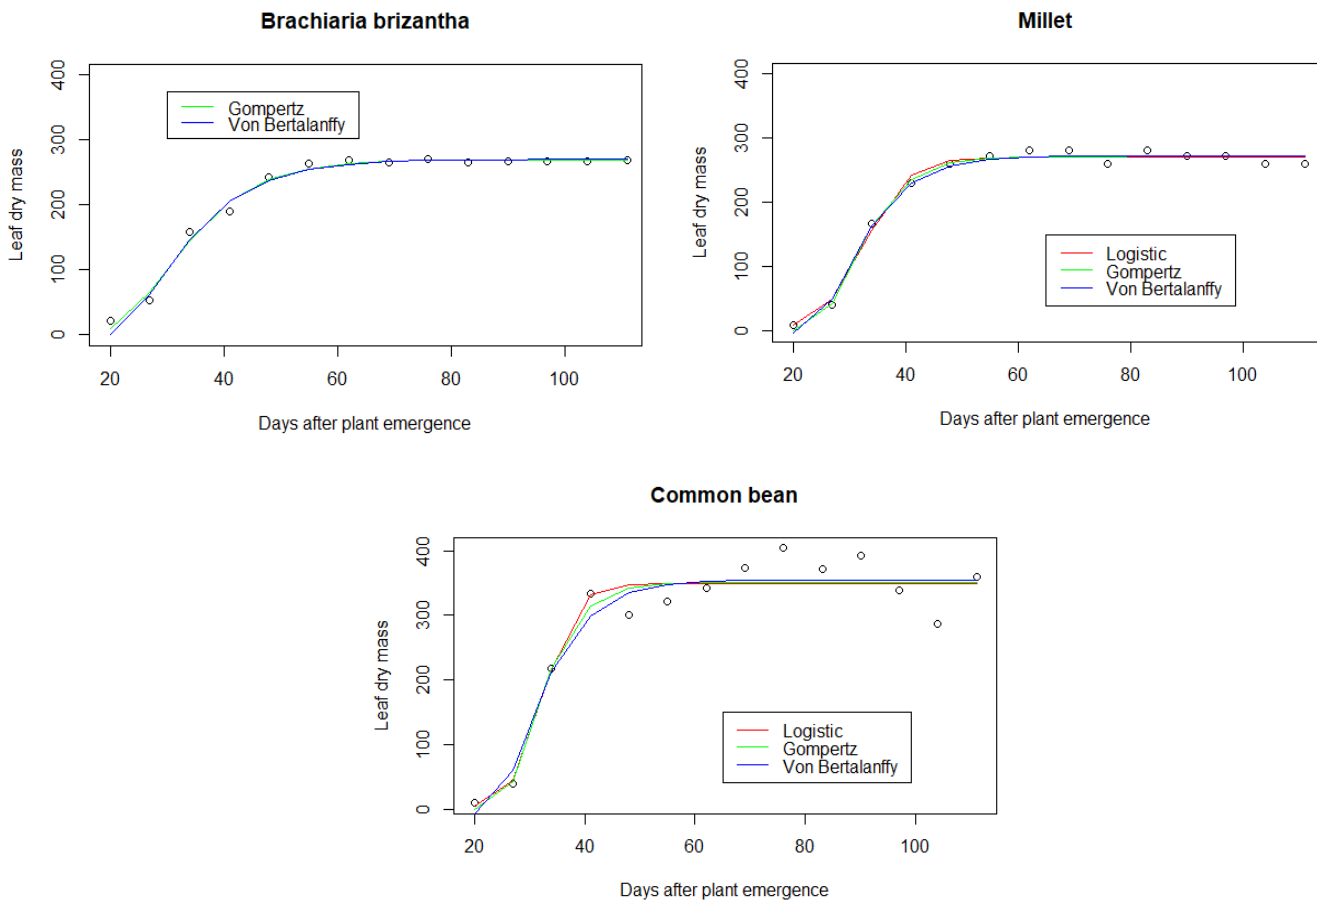 Brachiaria brizantha
400
300
200
100
0
Leaf dry mass
Gompertz
Von Bertalanffy
20 40 60 80 100
Days after plant emergence
Millet
400
300
200
100
0
Leaf dry mass
Logistic
Gompertz
Von Bertalanffy
20 40 60 80 100
Days after plant emergence
Common bean
400
300
200
100
0
Leaf dry mass
Logistic
Gompertz
Von Bertalanffy
20 40 60 80 100
Days after plant emergence